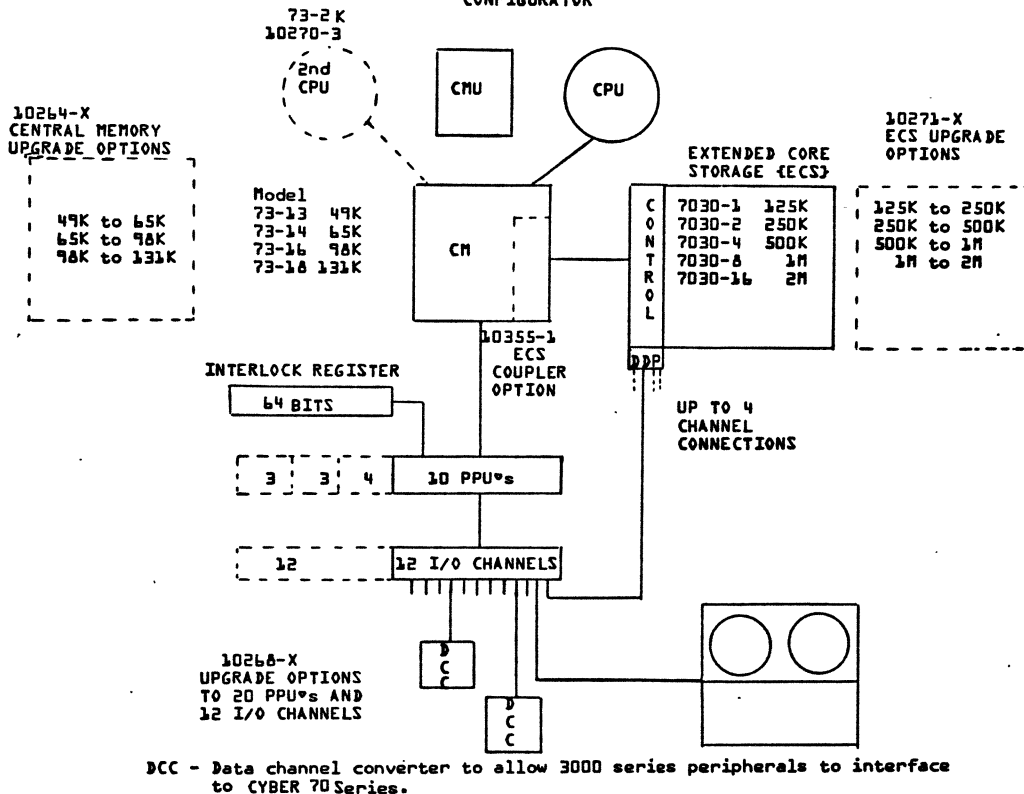 CONFIGURATOR
73-2K
10270-3
2nd
CPU
CMU
CPU
10264-X
CENTRAL MEMORY
UPGRADE OPTIONS
49K to 65K
65K to 98K
98K to 131K
Model
73-13 49K
73-14 65K
73-16 98K
73-18 131K
CM
EXTENDED CORE
STORAGE {ECS}
CONTROL
7030-1 125K
7030-2 250K
7030-4 500K
7030-8 1M
7030-16 2M
DDP
10271-X
ECS UPGRADE
OPTIONS
125K to 250K
250K to 500K
500K to 1M
1M to 2M
10355-1
ECS
COUPLER
OPTION
UP TO 4
CHANNEL
CONNECTIONS
INTERLOCK REGISTER
64 BITS
3 3 4 10 PPU♥s
12 12 I/O CHANNELS
DCC
DCC
10268-X
UPGRADE OPTIONS
TO 20 PPU♥s AND
12 I/O CHANNELS
DCC - Data channel converter to allow 3000 series peripherals to interface
to CYBER 70 Series.